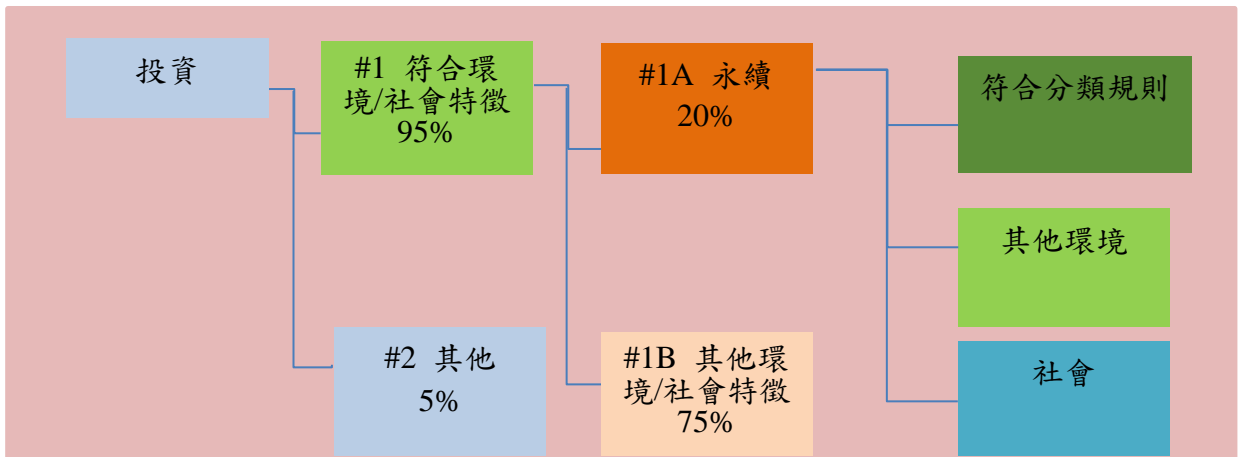 投資
#1 符合環
境/社會特徵
95%
#1A 永續
20%
符合分類規則
其他環境
#2 其他
5%
#1B 其他環
境/社會特徵
75%
社會